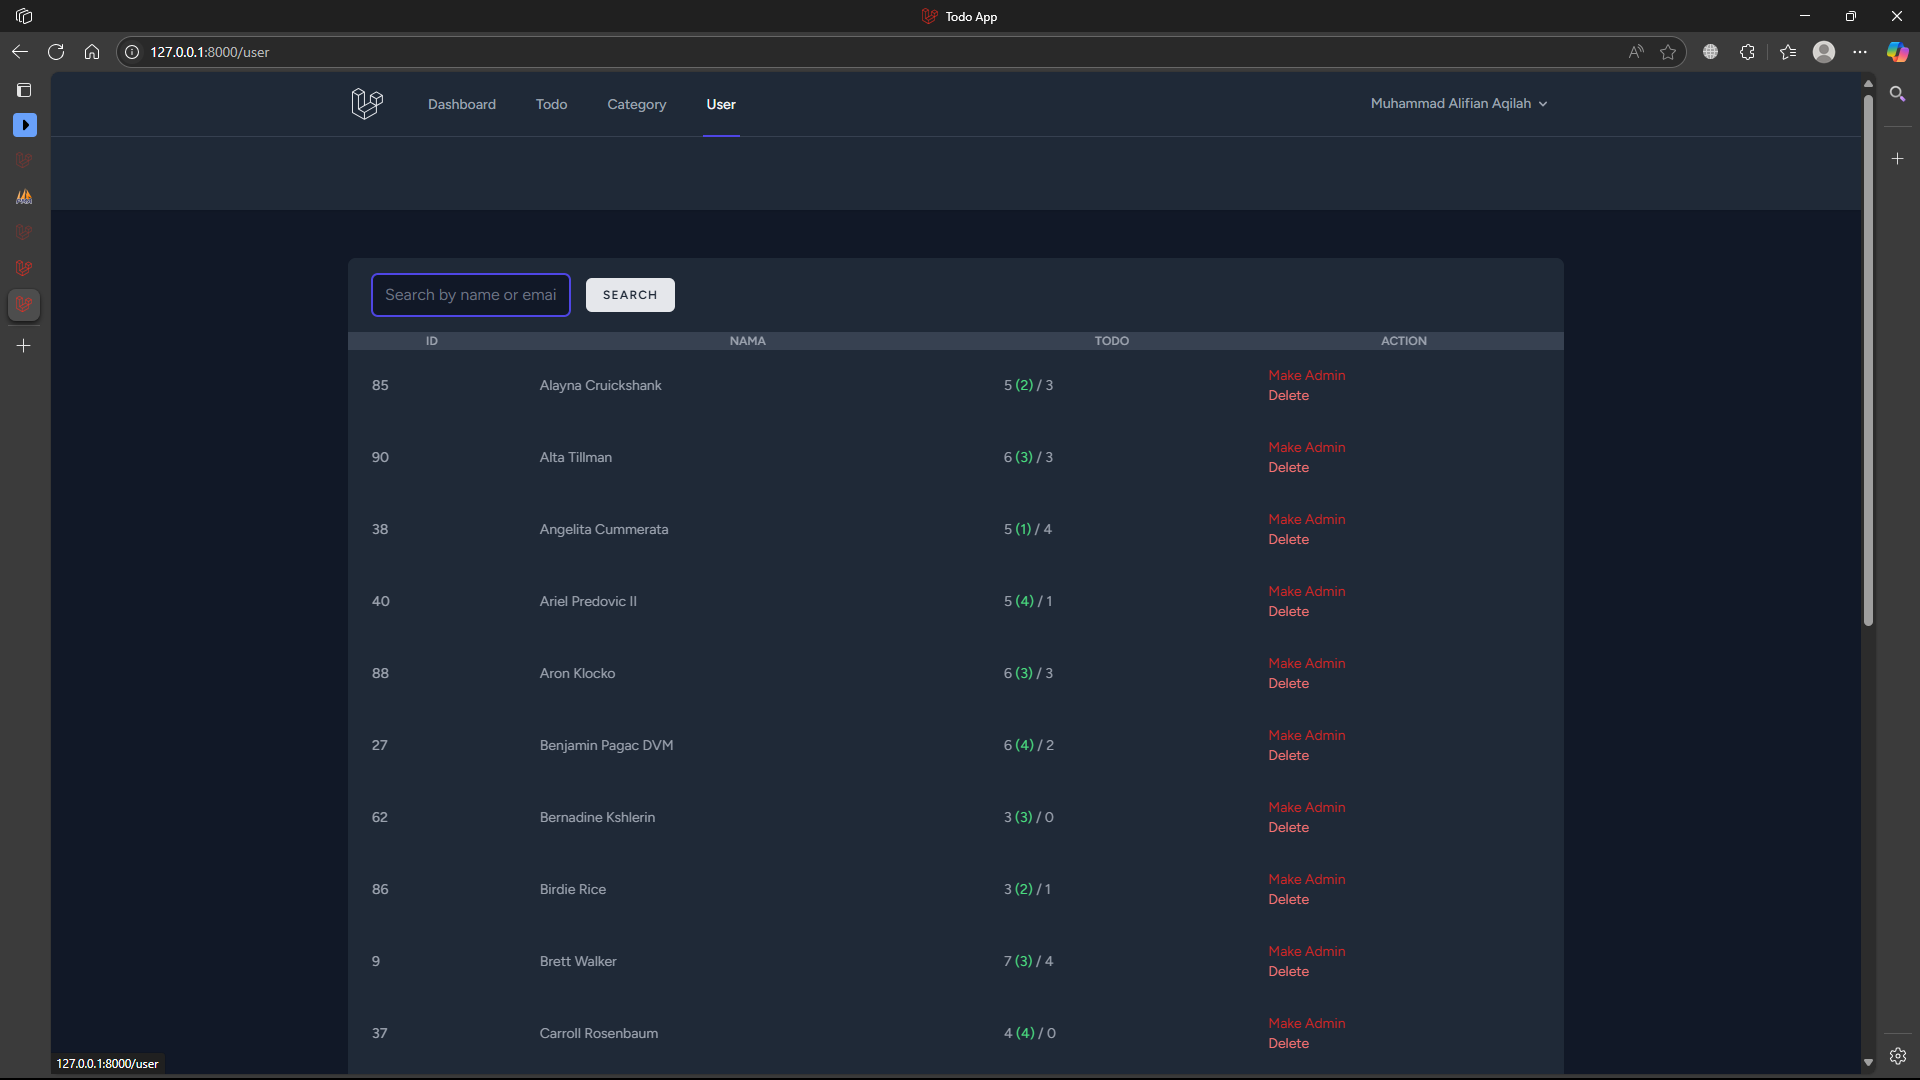 Todo App
127.0.0.1:8000/user
Dashboard Todo Category User Muhammad Alifian Aqilah
Search by name or emai SEARCH
ID NAMA TODO ACTION
85 Alayna Cruickshank 5 (2) / 3 Make Admin
Delete
90 Alta Tillman 6 (3) / 3 Make Admin
Delete
38 Angelita Cummerata 5 (1) / 4 Make Admin
Delete
40 Ariel Predovic II 5 (4) / 1 Make Admin
Delete
88 Aron Klocko 6 (3) / 3 Make Admin
Delete
27 Benjamin Pagac DVM 6 (4) / 2 Make Admin
Delete
62 Bernadine Kshlerin 3 (3) / 0 Make Admin
Delete
86 Birdie Rice 3 (2) / 1 Make Admin
Delete
9 Brett Walker 7 (3) / 4 Make Admin
Delete
37 Carroll Rosenbaum 4 (4) / 0 Make Admin
Delete
127.0.0.1:8000/user